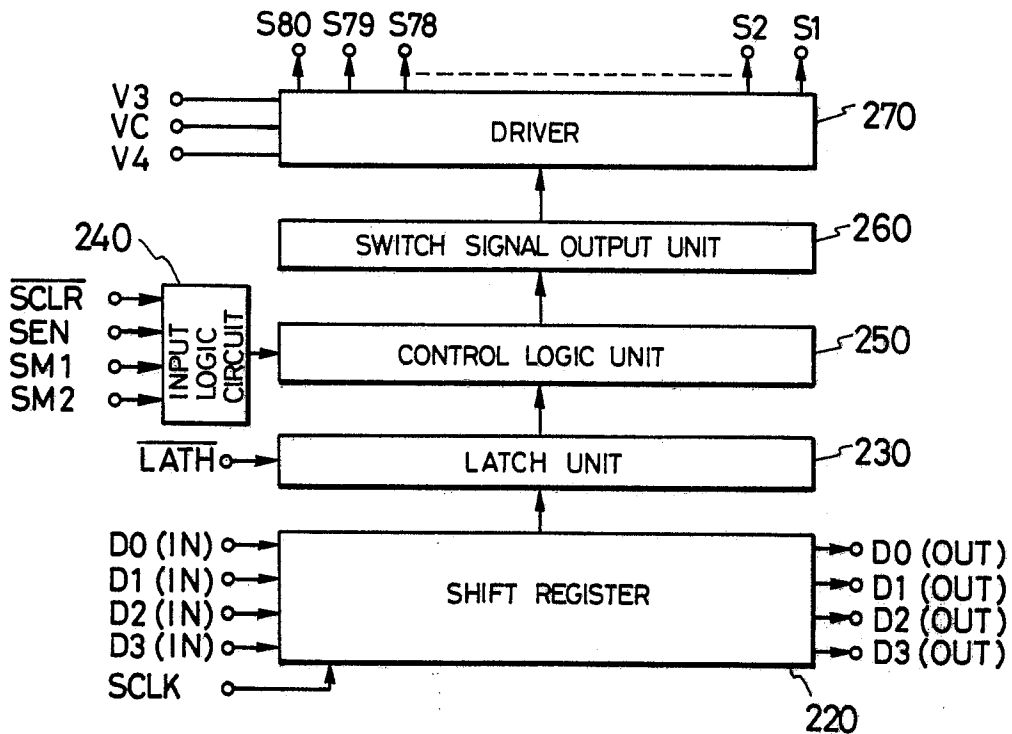 S80 S79 S78 S2 S1
V3
VC
V4
DRIVER
270
SWITCH SIGNAL OUTPUT UNIT
260
240
SCLR
SEN
SM1
SM2
INPUT
LOGIC
CIRCUIT
CONTROL LOGIC UNIT
250
LATH
LATCH UNIT
230
D0 (IN)
D1 (IN)
D2 (IN)
D3 (IN)
SCLK
SHIFT REGISTER
D0 (OUT)
D1 (OUT)
D2 (OUT)
D3 (OUT)
220